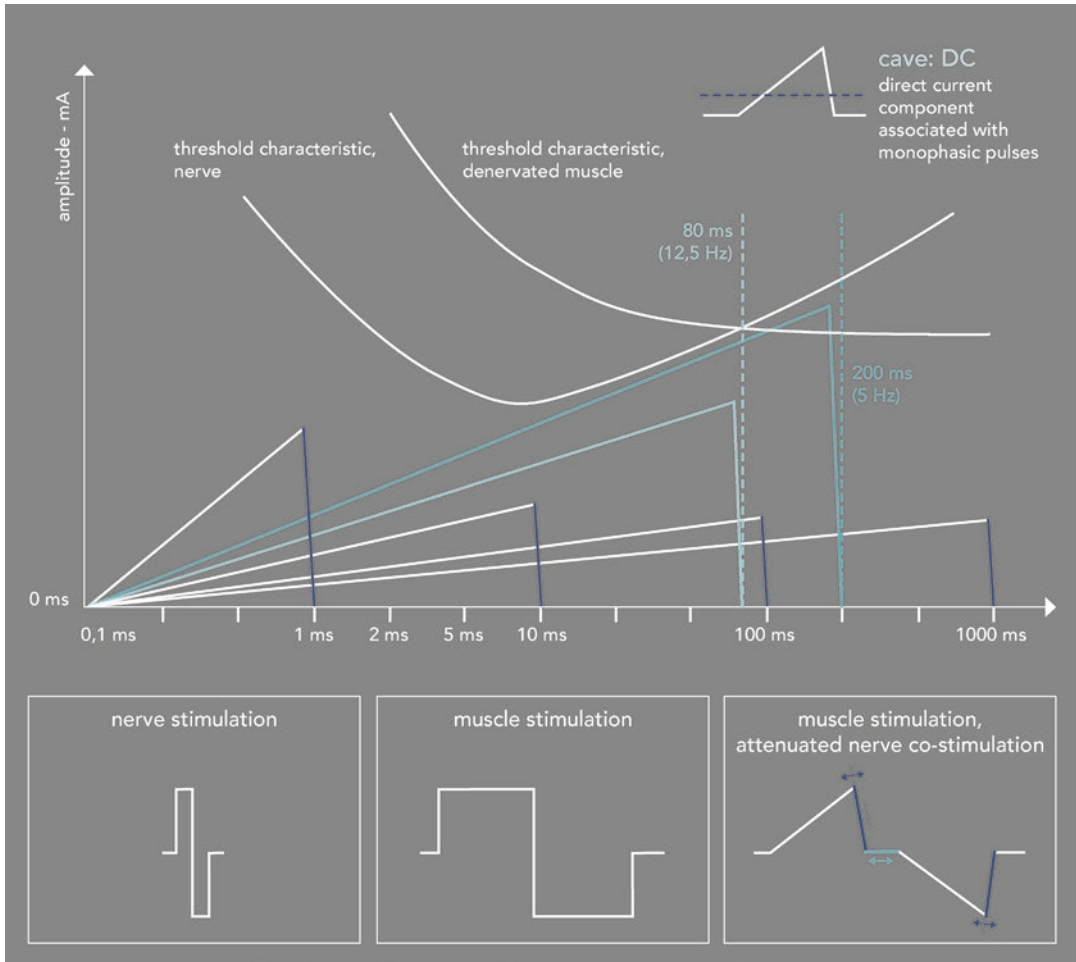 cave: DC
direct current
component
associated with
monophasic pulses
amplitude - mA
threshold characteristic,
nerve
threshold characteristic,
denervated muscle
80 ms
(12,5 Hz)
200 ms
(5 Hz)
0 ms
0,1 ms
1 ms
2 ms
5 ms
10 ms
100 ms
1000 ms
nerve stimulation
muscle stimulation
muscle stimulation,
attenuated nerve co-stimulation